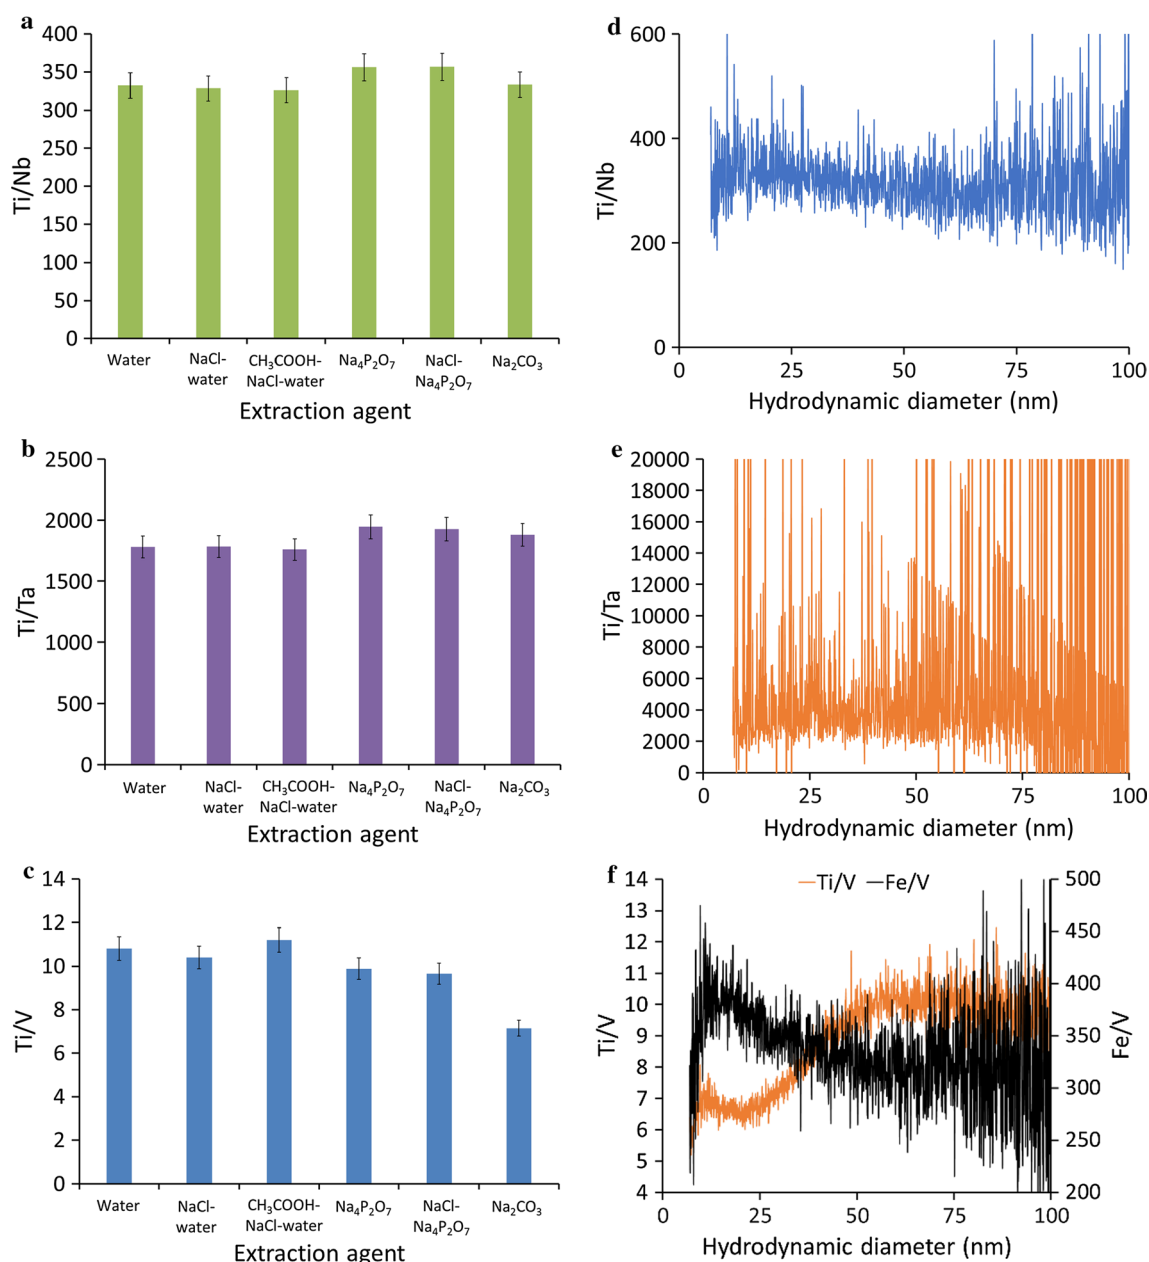 a
400
350
300
250
200
150
100
50
0
Ti/Nb
Water
NaCl-
water
CH₃COOH-
NaCl-water
Na₄P₂O₇
NaCl-
Na₄P₂O₇
Na₂CO₃
Extraction agent
d
600
400
200
0
Ti/Nb
0 25 50 75 100
Hydrodynamic diameter (nm)
b
2500
2000
1500
1000
500
0
Ti/Ta
Water
NaCl-
water
CH₃COOH-
NaCl-water
Na₄P₂O₇
NaCl-
Na₄P₂O₇
Na₂CO₃
Extraction agent
e
20000
18000
16000
14000
12000
10000
8000
6000
4000
2000
0
Ti/Ta
0 25 50 75 100
Hydrodynamic diameter (nm)
c
14
12
10
8
6
4
2
0
Ti/V
Water
NaCl-
water
CH₃COOH-
NaCl-water
Na₄P₂O₇
NaCl-
Na₄P₂O₇
Na₂CO₃
Extraction agent
f
Ti/V Fe/V
14
13
12
11
10
9
8
7
6
5
4
Ti/V
500
450
400
350
300
250
200
Fe/V
0 25 50 75 100
Hydrodynamic diameter (nm)